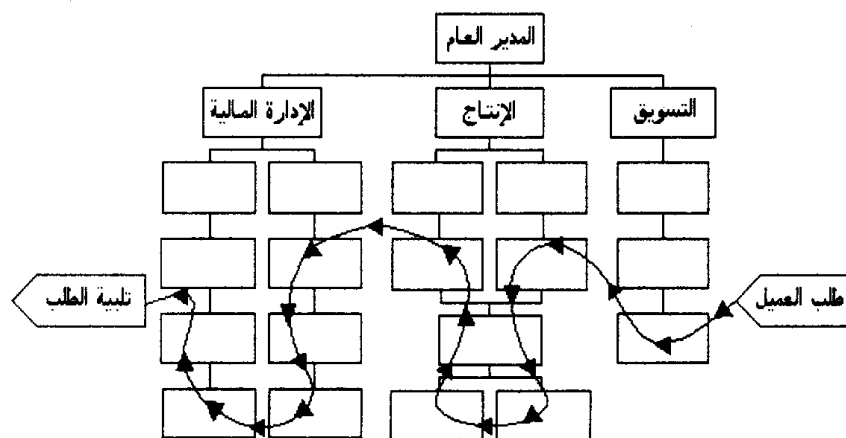 المدير العام
التسويق
الإنتاج
الإدارة المالية
طلب العميل
تلبية الطلب